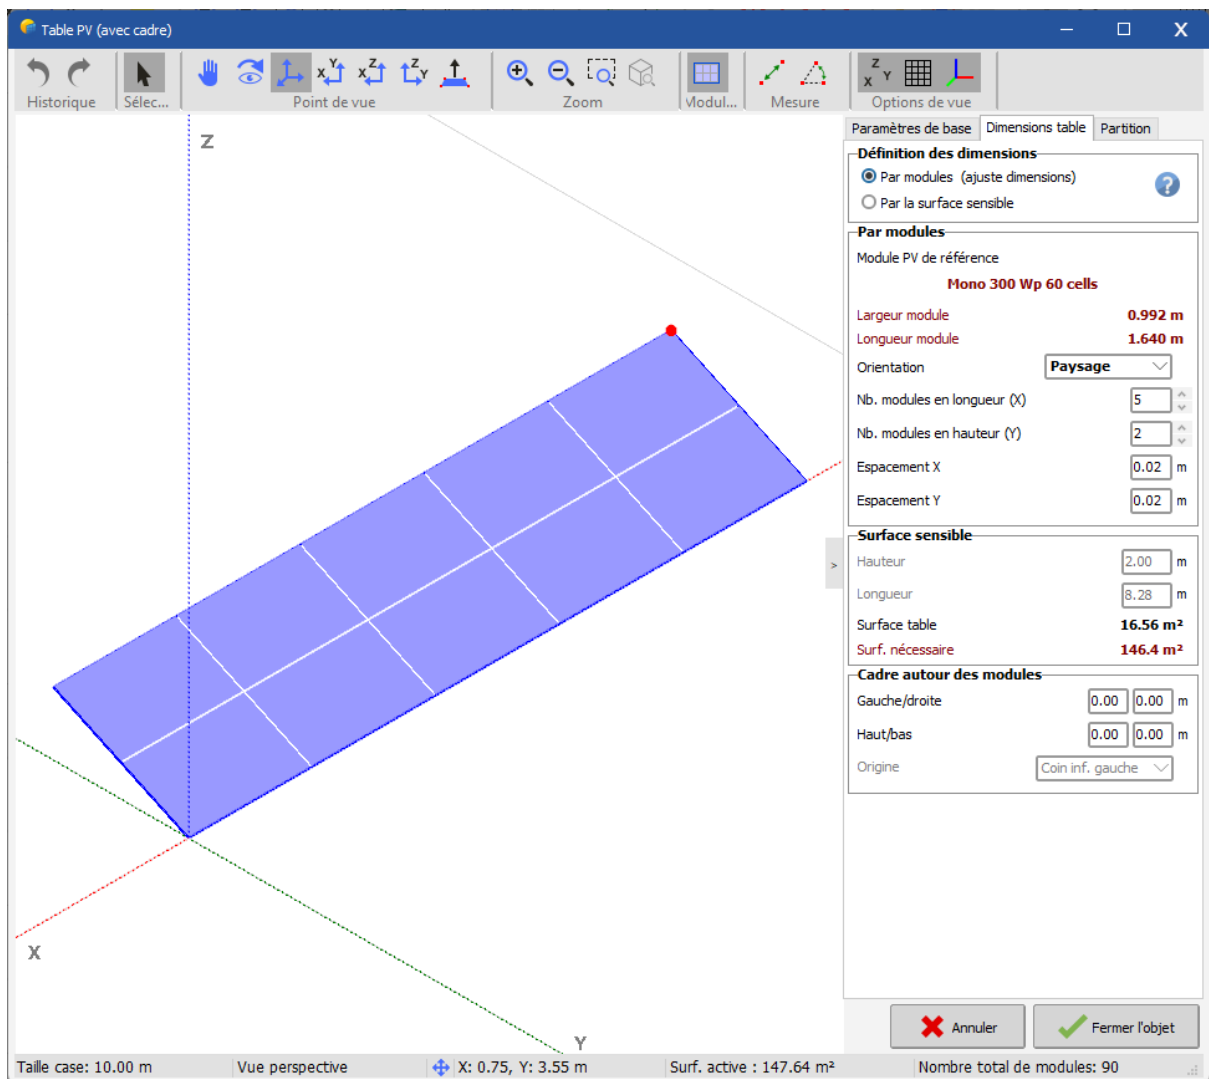 Table PV (avec cadre)
Historique Sélec... Point de vue Zoom Modul... Mesure Options de vue
Z
X
Y
Paramètres de base Dimensions table Partition
Définition des dimensions
Par modules (ajuste dimensions)
Par la surface sensible
Par modules
Module PV de référence
Mono 300 Wp 60 cells
Largeur module 0.992 m
Longueur module 1.640 m
Orientation Paysage
Nb. modules en longueur (X) 5
Nb. modules en hauteur (Y) 2
Espacement X 0.02 m
Espacement Y 0.02 m
Surface sensible
Hauteur 2.00 m
Longueur 8.28 m
Surface table 16.56 m²
Surf. nécessaire 146.4 m²
Cadre autour des modules
Gauche/droite 0.00 0.00 m
Haut/bas 0.00 0.00 m
Origine Coin inf. gauche
Annuler Fermer l'objet
Taille case: 10.00 m Vue perspective X: 0.75, Y: 3.55 m Surf. active : 147.64 m² Nombre total de modules: 90